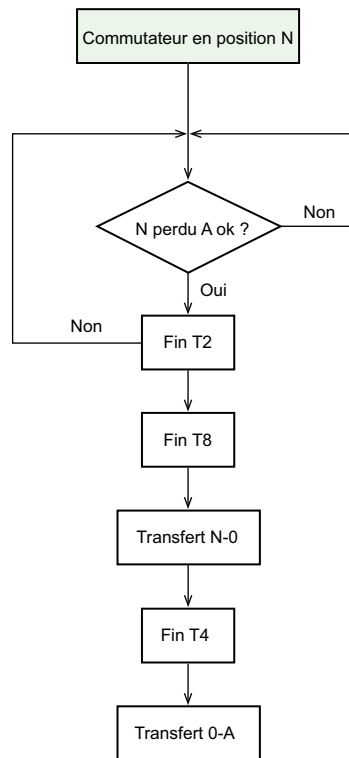 Commutateur en position N
N perdu A ok ?
Non
Oui
Non
Fin T2
Fin T8
Transfert N-0
Fin T4
Transfert 0-A